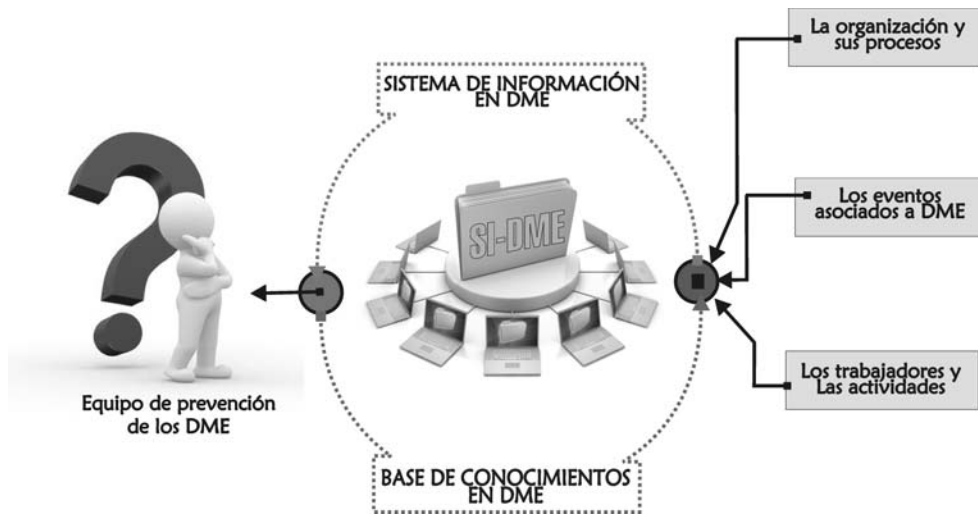 La organización y
sus procesos
SISTEMA DE INFORMACIÓN
EN DME
SI-DME
Los eventos
asociados a DME
Los trabajadores y
Las actividades
Equipo de prevención
de los DME
BASE DE CONOCIMIENTOS
EN DME